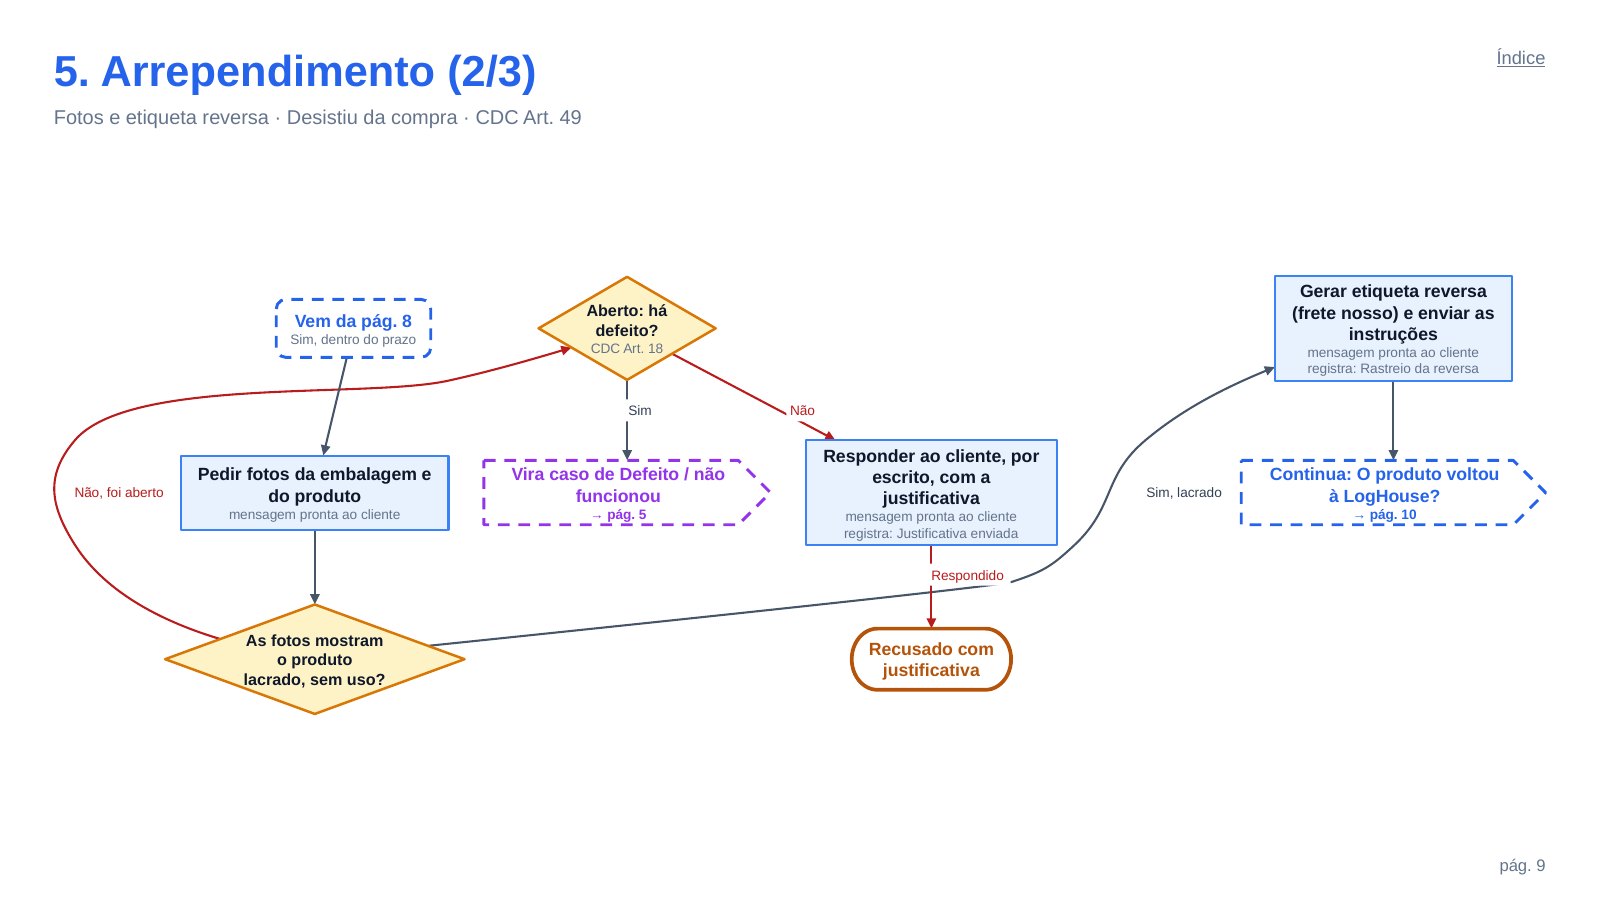 5. Arrependimento (2/3)
Índice
Fotos e etiqueta reversa · Desistiu da compra · CDC Art. 49
Vem da pág. 8
Sim, dentro do prazo
Aberto: há
defeito?
CDC Art. 18
Gerar etiqueta reversa
(frete nosso) e enviar as
instruções
mensagem pronta ao cliente
registra: Rastreio da reversa
Sim
Não
Não, foi aberto
Pedir fotos da embalagem e
do produto
mensagem pronta ao cliente
Vira caso de Defeito / não
funcionou
→ pág. 5
Responder ao cliente, por
escrito, com a
justificativa
mensagem pronta ao cliente
registra: Justificativa enviada
Sim, lacrado
Continua: O produto voltou
à LogHouse?
→ pág. 10
Respondido
As fotos mostram
o produto
lacrado, sem uso?
Recusado com
justificativa
pág. 9